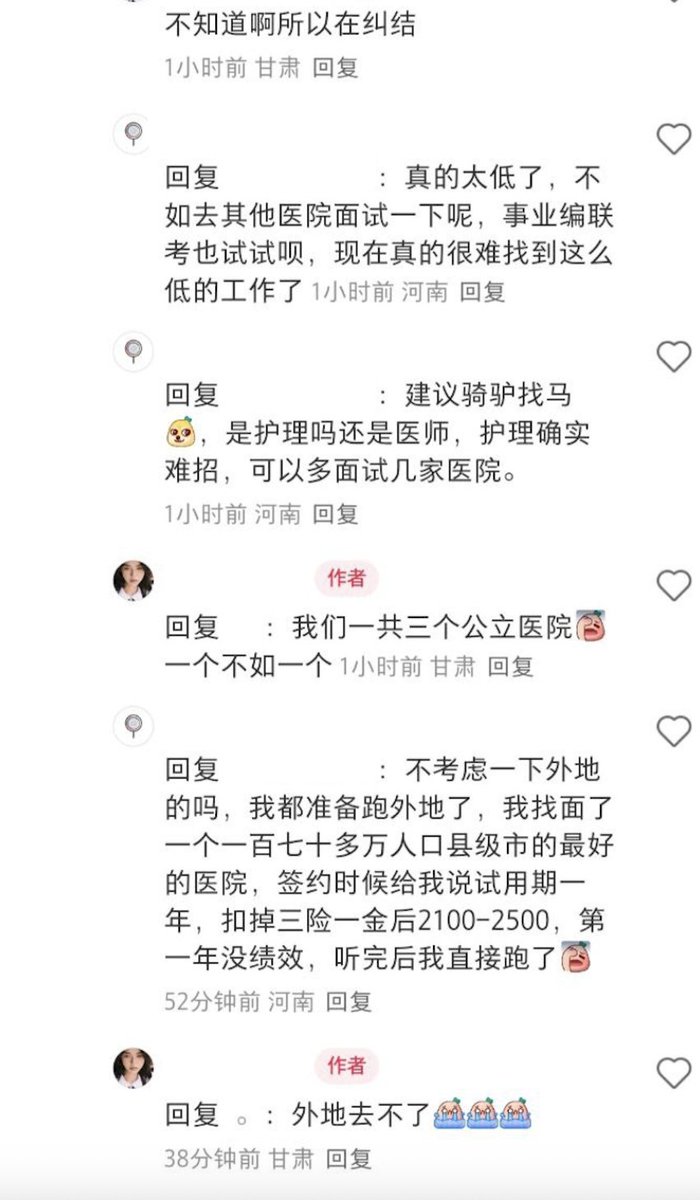 不知道啊所以在纠结
1小时前 甘肃 回复
回复 ：真的太低了，不
如去其他医院面试一下呢，事业编联
考也试试呗，现在真的很难找到这么
低的工作了 1小时前 河南 回复
回复 ：建议骑驴找马
，是护理吗还是医师，护理确实
难招，可以多面试几家医院。
1小时前 河南 回复
作者
回复 ：我们一共三个公立医院
一个不如一个 1小时前 甘肃 回复
回复 ：不考虑一下外地
的吗，我都准备跑外地了，我找面了
一个一百七十多万人口县级市的最好
的医院，签约时候给我说试用期一
年，扣掉三险一金后2100-2500，第
一年没绩效，听完后我直接跑了
52分钟前 河南 回复
作者
回复 。：外地去不了
38分钟前 甘肃 回复